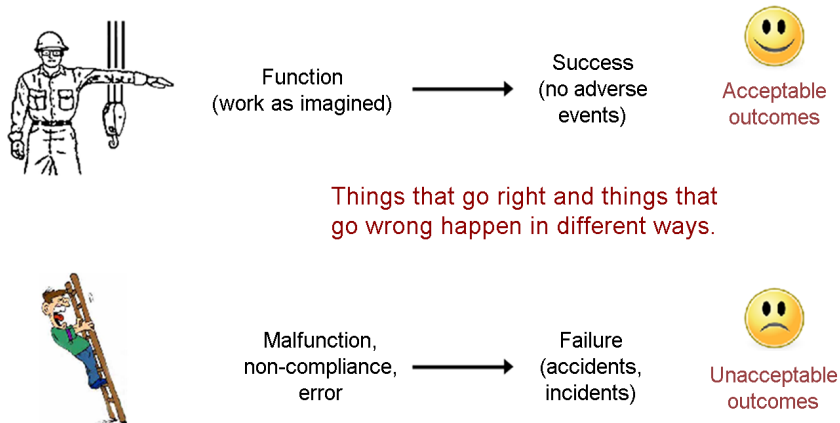 Function
(work as imagined)
Success
(no adverse
events)
Acceptable
outcomes
Things that go right and things that
go wrong happen in different ways.
Malfunction,
non-compliance,
error
Failure
(accidents,
incidents)
Unacceptable
outcomes